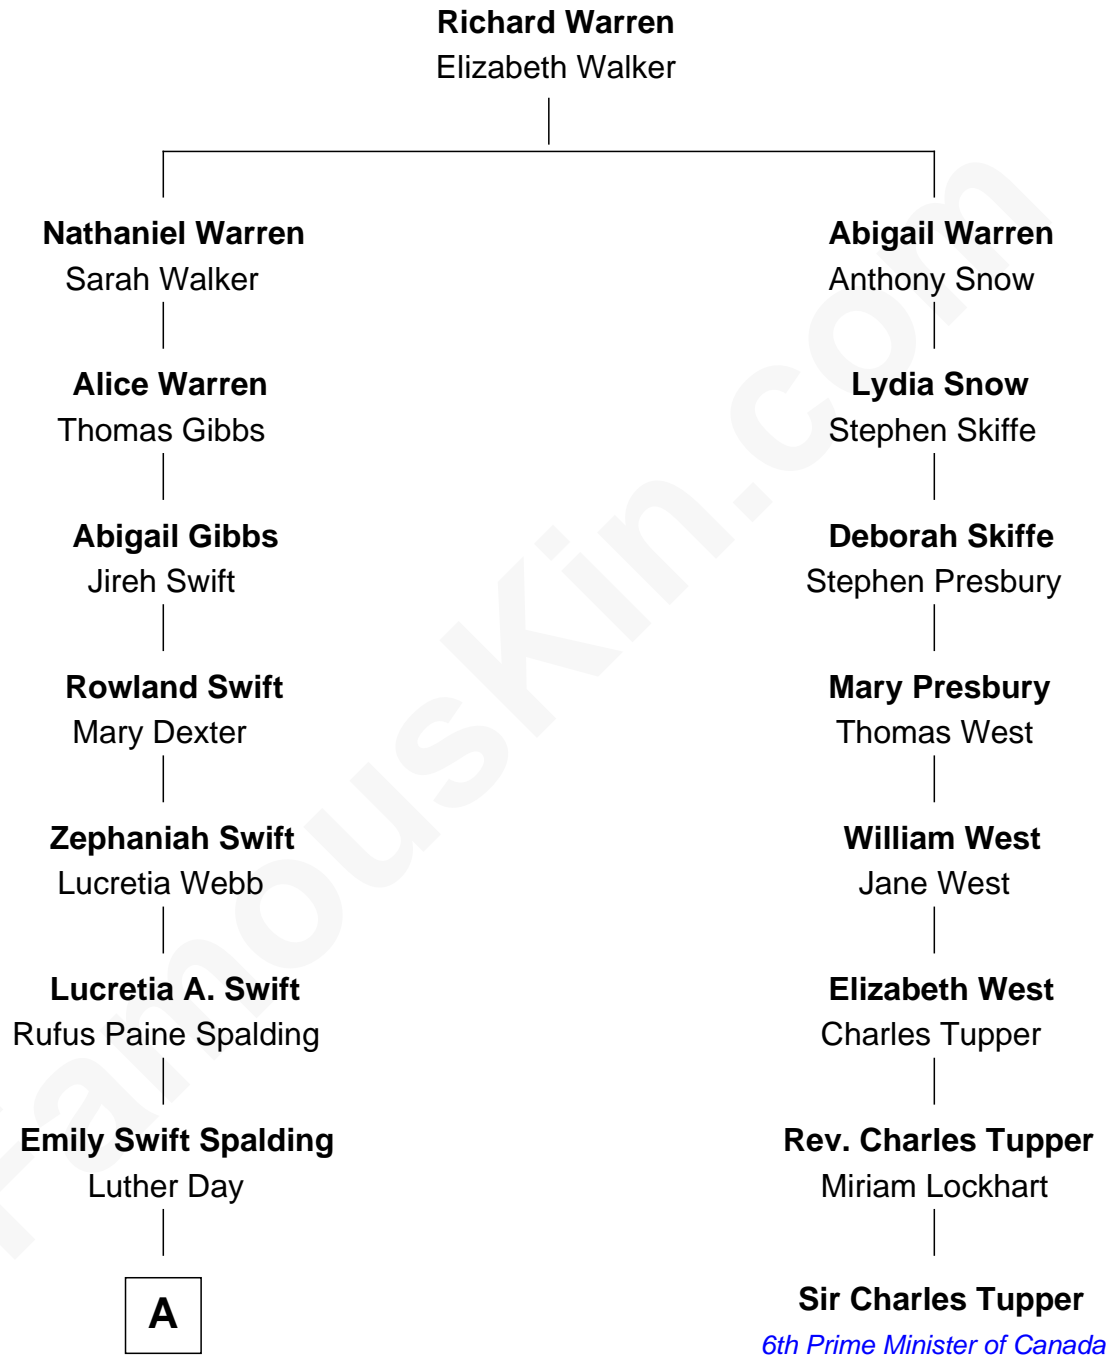 Richard Warren
Elizabeth Walker
Nathaniel Warren
Sarah Walker
Abigail Warren
Anthony Snow
Alice Warren
Thomas Gibbs
Lydia Snow
Stephen Skiffe
Abigail Gibbs
Jireh Swift
Deborah Skiffe
Stephen Presbury
Rowland Swift
Mary Dexter
Mary Presbury
Thomas West
Zephaniah Swift
Lucretia Webb
William West
Jane West
Lucretia A. Swift
Rufus Paine Spalding
Elizabeth West
Charles Tupper
Emily Swift Spalding
Luther Day
Rev. Charles Tupper
Miriam Lockhart
A
Sir Charles Tupper
6th Prime Minister of Canada
FamousKin.com